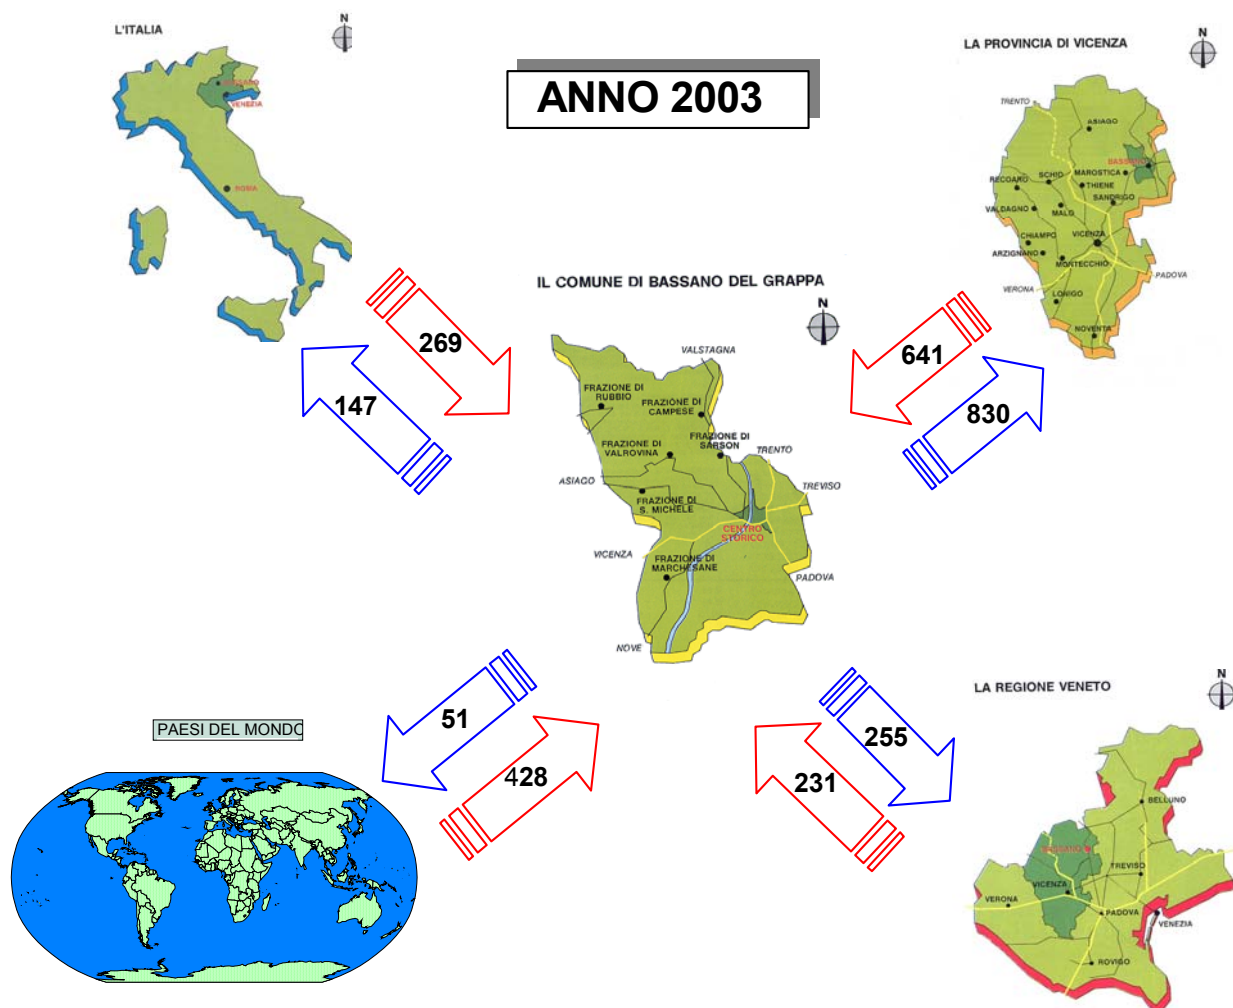 L'ITALIA
N
BASSANO
VENEZIA
ROMA
ANNO 2003
LA PROVINCIA DI VICENZA
N
TRENTO
ASIAGO
BASSANO
MAROSTICA
SCHIO
RECOARO
THIENE
SANDRIGO
VALDAGNO
MALO
VICENZA
CHIAMPO
ARZIGNANO
MONTECCHIO
PADOVA
VERONA
LONIGO
NOVENTA
269
147
641
830
IL COMUNE DI BASSANO DEL GRAPPA
N
VALSTAGNA
FRAZIONE DI
RUBBIO
FRAZIONE DI
CAMPESE
FRAZIONE DI
SARSON
FRAZIONE DI
VALROVINA
TRENTO
ASIAGO
TREVISO
FRAZIONE DI
S. MICHELE
CENTRO
STORICO
VICENZA
FRAZIONE DI
MARCHESANE
PADOVA
NOVE
51
428
255
231
PAESI DEL MONDO
LA REGIONE VENETO
N
BELLUNO
BASSANO
TREVISO
VICENZA
VERONA
PADOVA
VENEZIA
ROVIGO